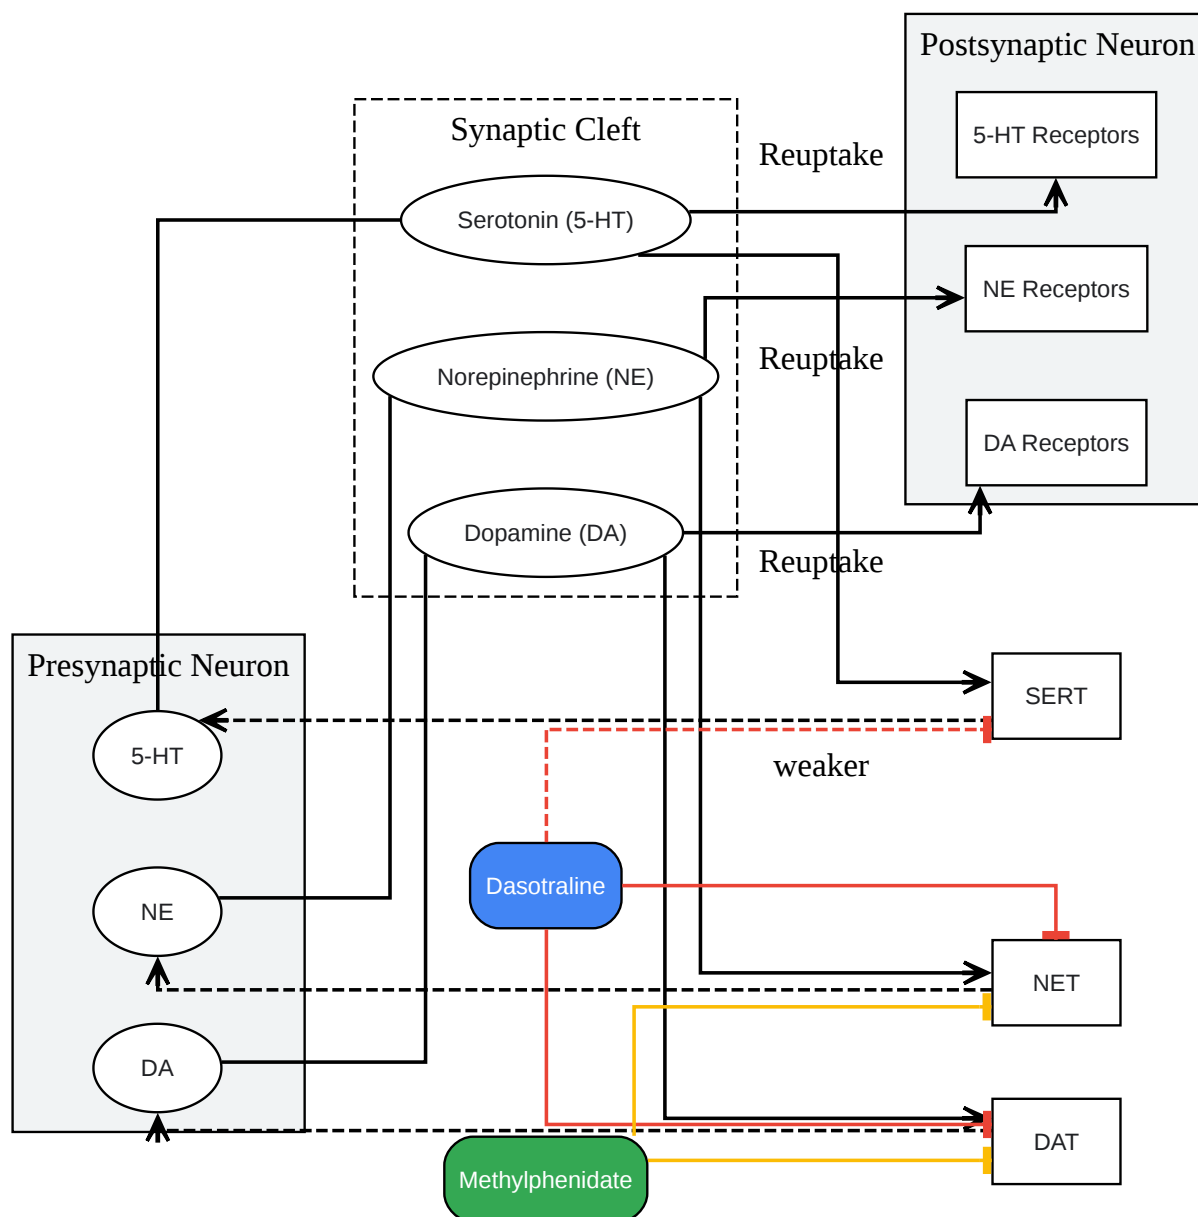 Postsynaptic Neuron
Synaptic Cleft
Reuptake
5-HT Receptors
Serotonin (5-HT)
NE Receptors
Reuptake
Norepinephrine (NE)
DA Receptors
Dopamine (DA)
Reuptake
Presynaptic Neuron
SERT
5-HT
weaker
Dasotraline
NE
NET
DA
DAT
Methylphenidate